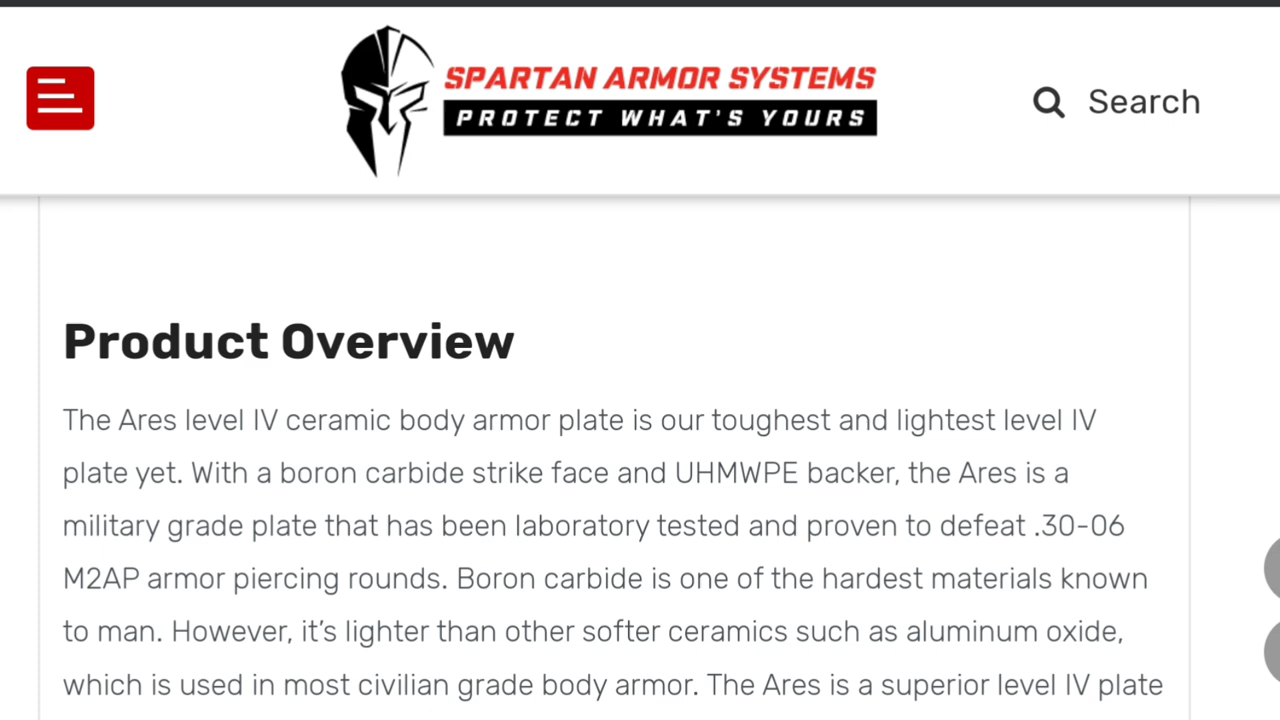 SPARTAN ARMOR SYSTEMS
PROTECT WHAT'S YOURS
Search
Product Overview
The Ares level IV ceramic body armor plate is our toughest and lightest level IV
plate yet. With a boron carbide strike face and UHMWPE backer, the Ares is a
military grade plate that has been laboratory tested and proven to defeat .30-06
M2AP armor piercing rounds. Boron carbide is one of the hardest materials known
to man. However, it’s lighter than other softer ceramics such as aluminum oxide,
which is used in most civilian grade body armor. The Ares is a superior level IV plate